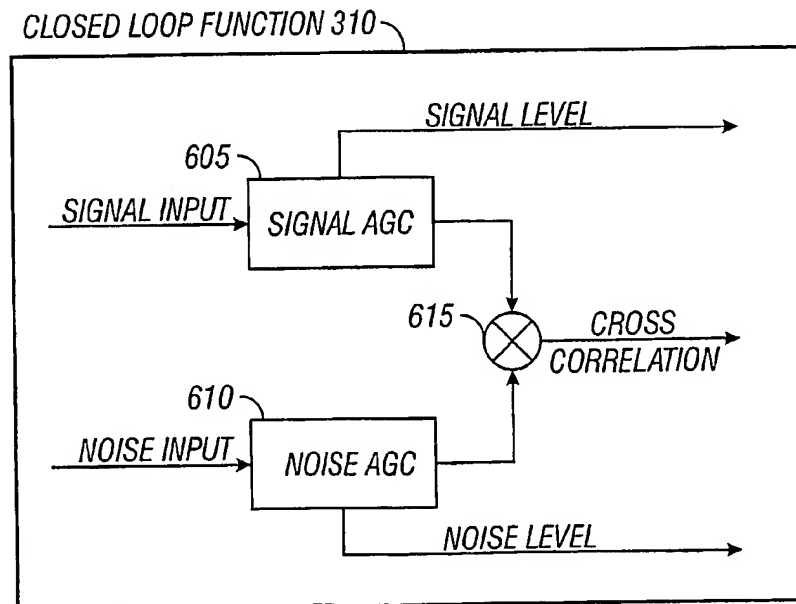 CLOSED LOOP FUNCTION 310
SIGNAL LEVEL
605
SIGNAL INPUT
SIGNAL AGC
615
CROSS
CORRELATION
610
NOISE INPUT
NOISE AGC
NOISE LEVEL